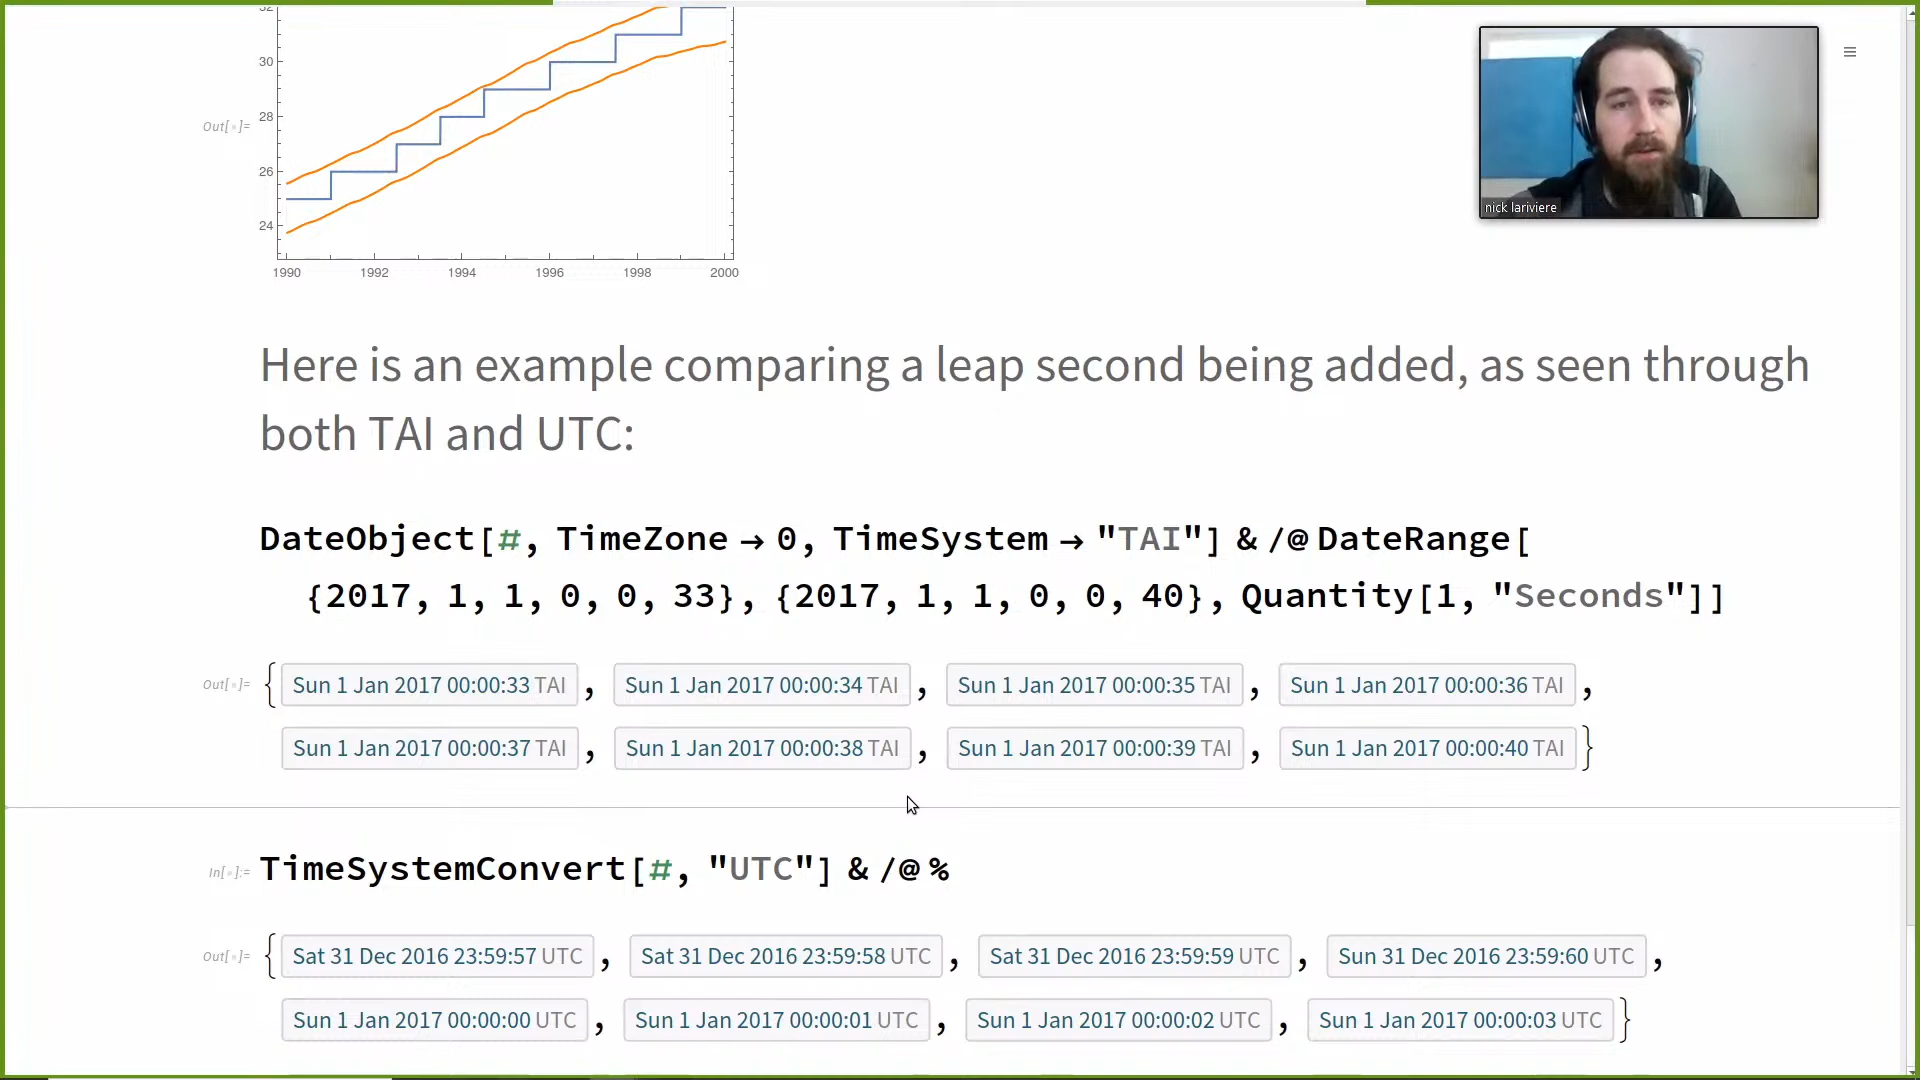 32
30
28
26
24
Out[ ]=
1990 1992 1994 1996 1998 2000
nick lariviere
Here is an example comparing a leap second being added, as seen through
both TAI and UTC:
DateObject[#, TimeZone → 0, TimeSystem → "TAI"] & /@ DateRange[
{2017, 1, 1, 0, 0, 33}, {2017, 1, 1, 0, 0, 40}, Quantity[1, "Seconds"]]
Out[ ]= { Sun 1 Jan 2017 00:00:33 TAI , Sun 1 Jan 2017 00:00:34 TAI , Sun 1 Jan 2017 00:00:35 TAI , Sun 1 Jan 2017 00:00:36 TAI ,
Sun 1 Jan 2017 00:00:37 TAI , Sun 1 Jan 2017 00:00:38 TAI , Sun 1 Jan 2017 00:00:39 TAI , Sun 1 Jan 2017 00:00:40 TAI }
In[ ]:= TimeSystemConvert[#, "UTC"] & /@ %
Out[ ]= { Sat 31 Dec 2016 23:59:57 UTC , Sat 31 Dec 2016 23:59:58 UTC , Sat 31 Dec 2016 23:59:59 UTC , Sun 31 Dec 2016 23:59:60 UTC ,
Sun 1 Jan 2017 00:00:00 UTC , Sun 1 Jan 2017 00:00:01 UTC , Sun 1 Jan 2017 00:00:02 UTC , Sun 1 Jan 2017 00:00:03 UTC }